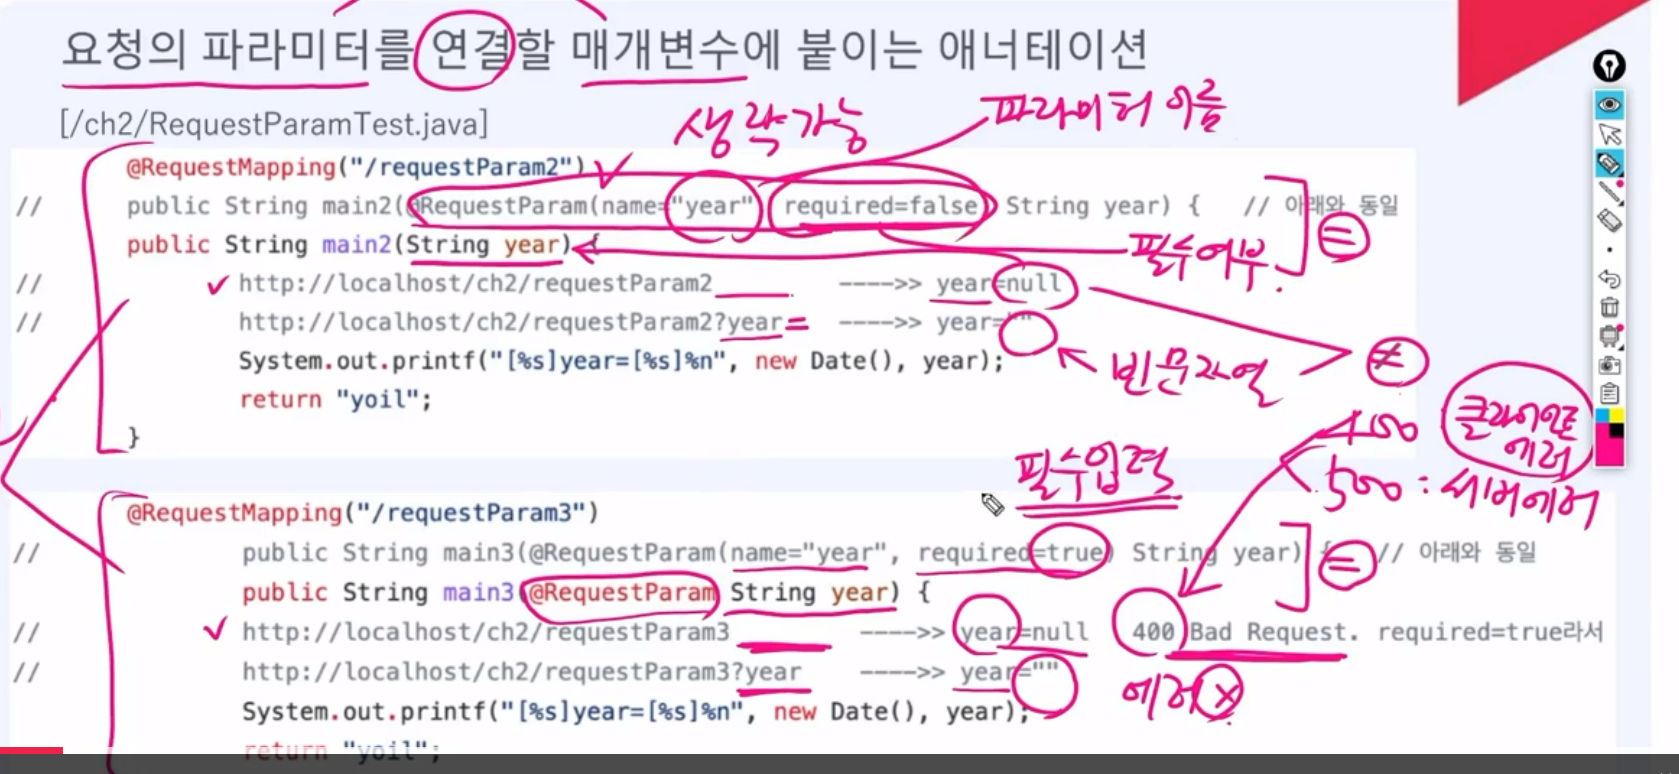 요청의 파라미터를 연결할 매개변수에 붙이는 애너테이션
[/ch2/RequestParamTest.java]
생략가능
파라미터 이름
@RequestMapping("/requestParam2")
// public String main2(@RequestParam(name="year", required=false) String year) { // 아래와 동일
public String main2(String year) {
=
필수여부.
// http://localhost/ch2/requestParam2 ---->> year=null
// http://localhost/ch2/requestParam2?year= ---->> year=""
System.out.printf("[%s]year=[%s]%n", new Date(), year);
빈문자열
≠
return "yoil";
}
400 클라이언트 에러
500 : 서버에러
필수입력
@RequestMapping("/requestParam3")
// public String main3(@RequestParam(name="year", required=true) String year) { // 아래와 동일
public String main3(@RequestParam String year) {
=
// http://localhost/ch2/requestParam3 ---->> year=null 400 Bad Request. required=true라서
// http://localhost/ch2/requestParam3?year ---->> year=""
에러 x
System.out.printf("[%s]year=[%s]%n", new Date(), year);
return "yoil";